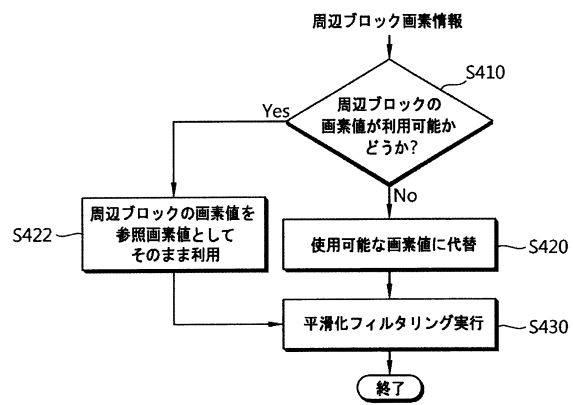 周辺ブロック画素情報
S410
周辺ブロックの
画素値が利用可能か
どうか?
Yes
No
周辺ブロックの画素値を
参照画素値として
そのまま利用
S422
使用可能な画素値に代替
S420
平滑化フィルタリング実行
S430
終了